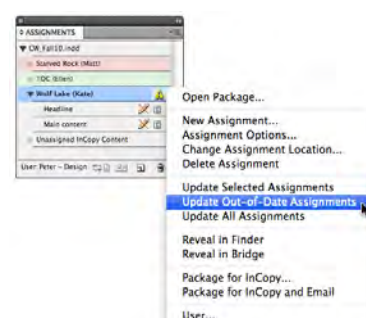 ASSIGNMENTS
CW_Fall10.indd
Starved Rock (Matt)
TOC (Ellen)
Wolf Lake (Kate)
Headline
Main content
Unassigned InCopy Content
User: Peter - Design
Open Package...
New Assignment...
Assignment Options...
Change Assignment Location...
Delete Assignment
Update Selected Assignments
Update Out-of-Date Assignments
Update All Assignments
Reveal in Finder
Reveal in Bridge
Package for InCopy...
Package for InCopy and Email
User...